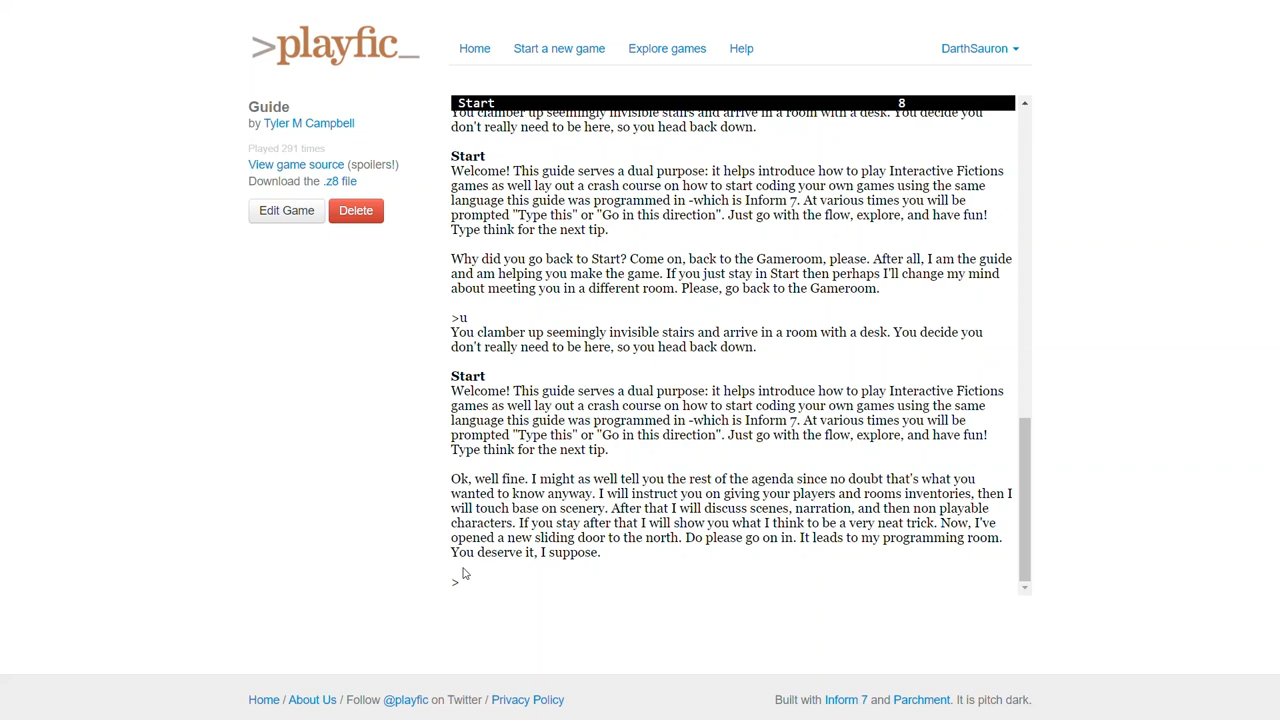 >playfic_
Home
Start a new game
Explore games
Help
DarthSauron
Guide
by Tyler M Campbell
Played 291 times
View game source (spoilers!)
Download the .z8 file
Edit Game
Delete
Start 8
You clamber up seemingly invisible stairs and arrive in a room with a desk. You decide you
don't really need to be here, so you head back down.
Start
Welcome! This guide serves a dual purpose: it helps introduce how to play Interactive Fictions
games as well lay out a crash course on how to start coding your own games using the same
language this guide was programmed in -which is Inform 7. At various times you will be
prompted "Type this" or "Go in this direction". Just go with the flow, explore, and have fun!
Type think for the next tip.
Why did you go back to Start? Come on, back to the Gameroom, please. After all, I am the guide
and am helping you make the game. If you just stay in Start then perhaps I'll change my mind
about meeting you in a different room. Please, go back to the Gameroom.
>u
You clamber up seemingly invisible stairs and arrive in a room with a desk. You decide you
don't really need to be here, so you head back down.
Start
Welcome! This guide serves a dual purpose: it helps introduce how to play Interactive Fictions
games as well lay out a crash course on how to start coding your own games using the same
language this guide was programmed in -which is Inform 7. At various times you will be
prompted "Type this" or "Go in this direction". Just go with the flow, explore, and have fun!
Type think for the next tip.
Ok, well fine. I might as well tell you the rest of the agenda since no doubt that's what you
wanted to know anyway. I will instruct you on giving your players and rooms inventories, then I
will touch base on scenery. After that I will discuss scenes, narration, and then non playable
characters. If you stay after that I will show you what I think to be a very neat trick. Now, I've
opened a new sliding door to the north. Do please go on in. It leads to my programming room.
You deserve it, I suppose.
>
Home / About Us / Follow @playfic on Twitter / Privacy Policy
Built with Inform 7 and Parchment. It is pitch dark.